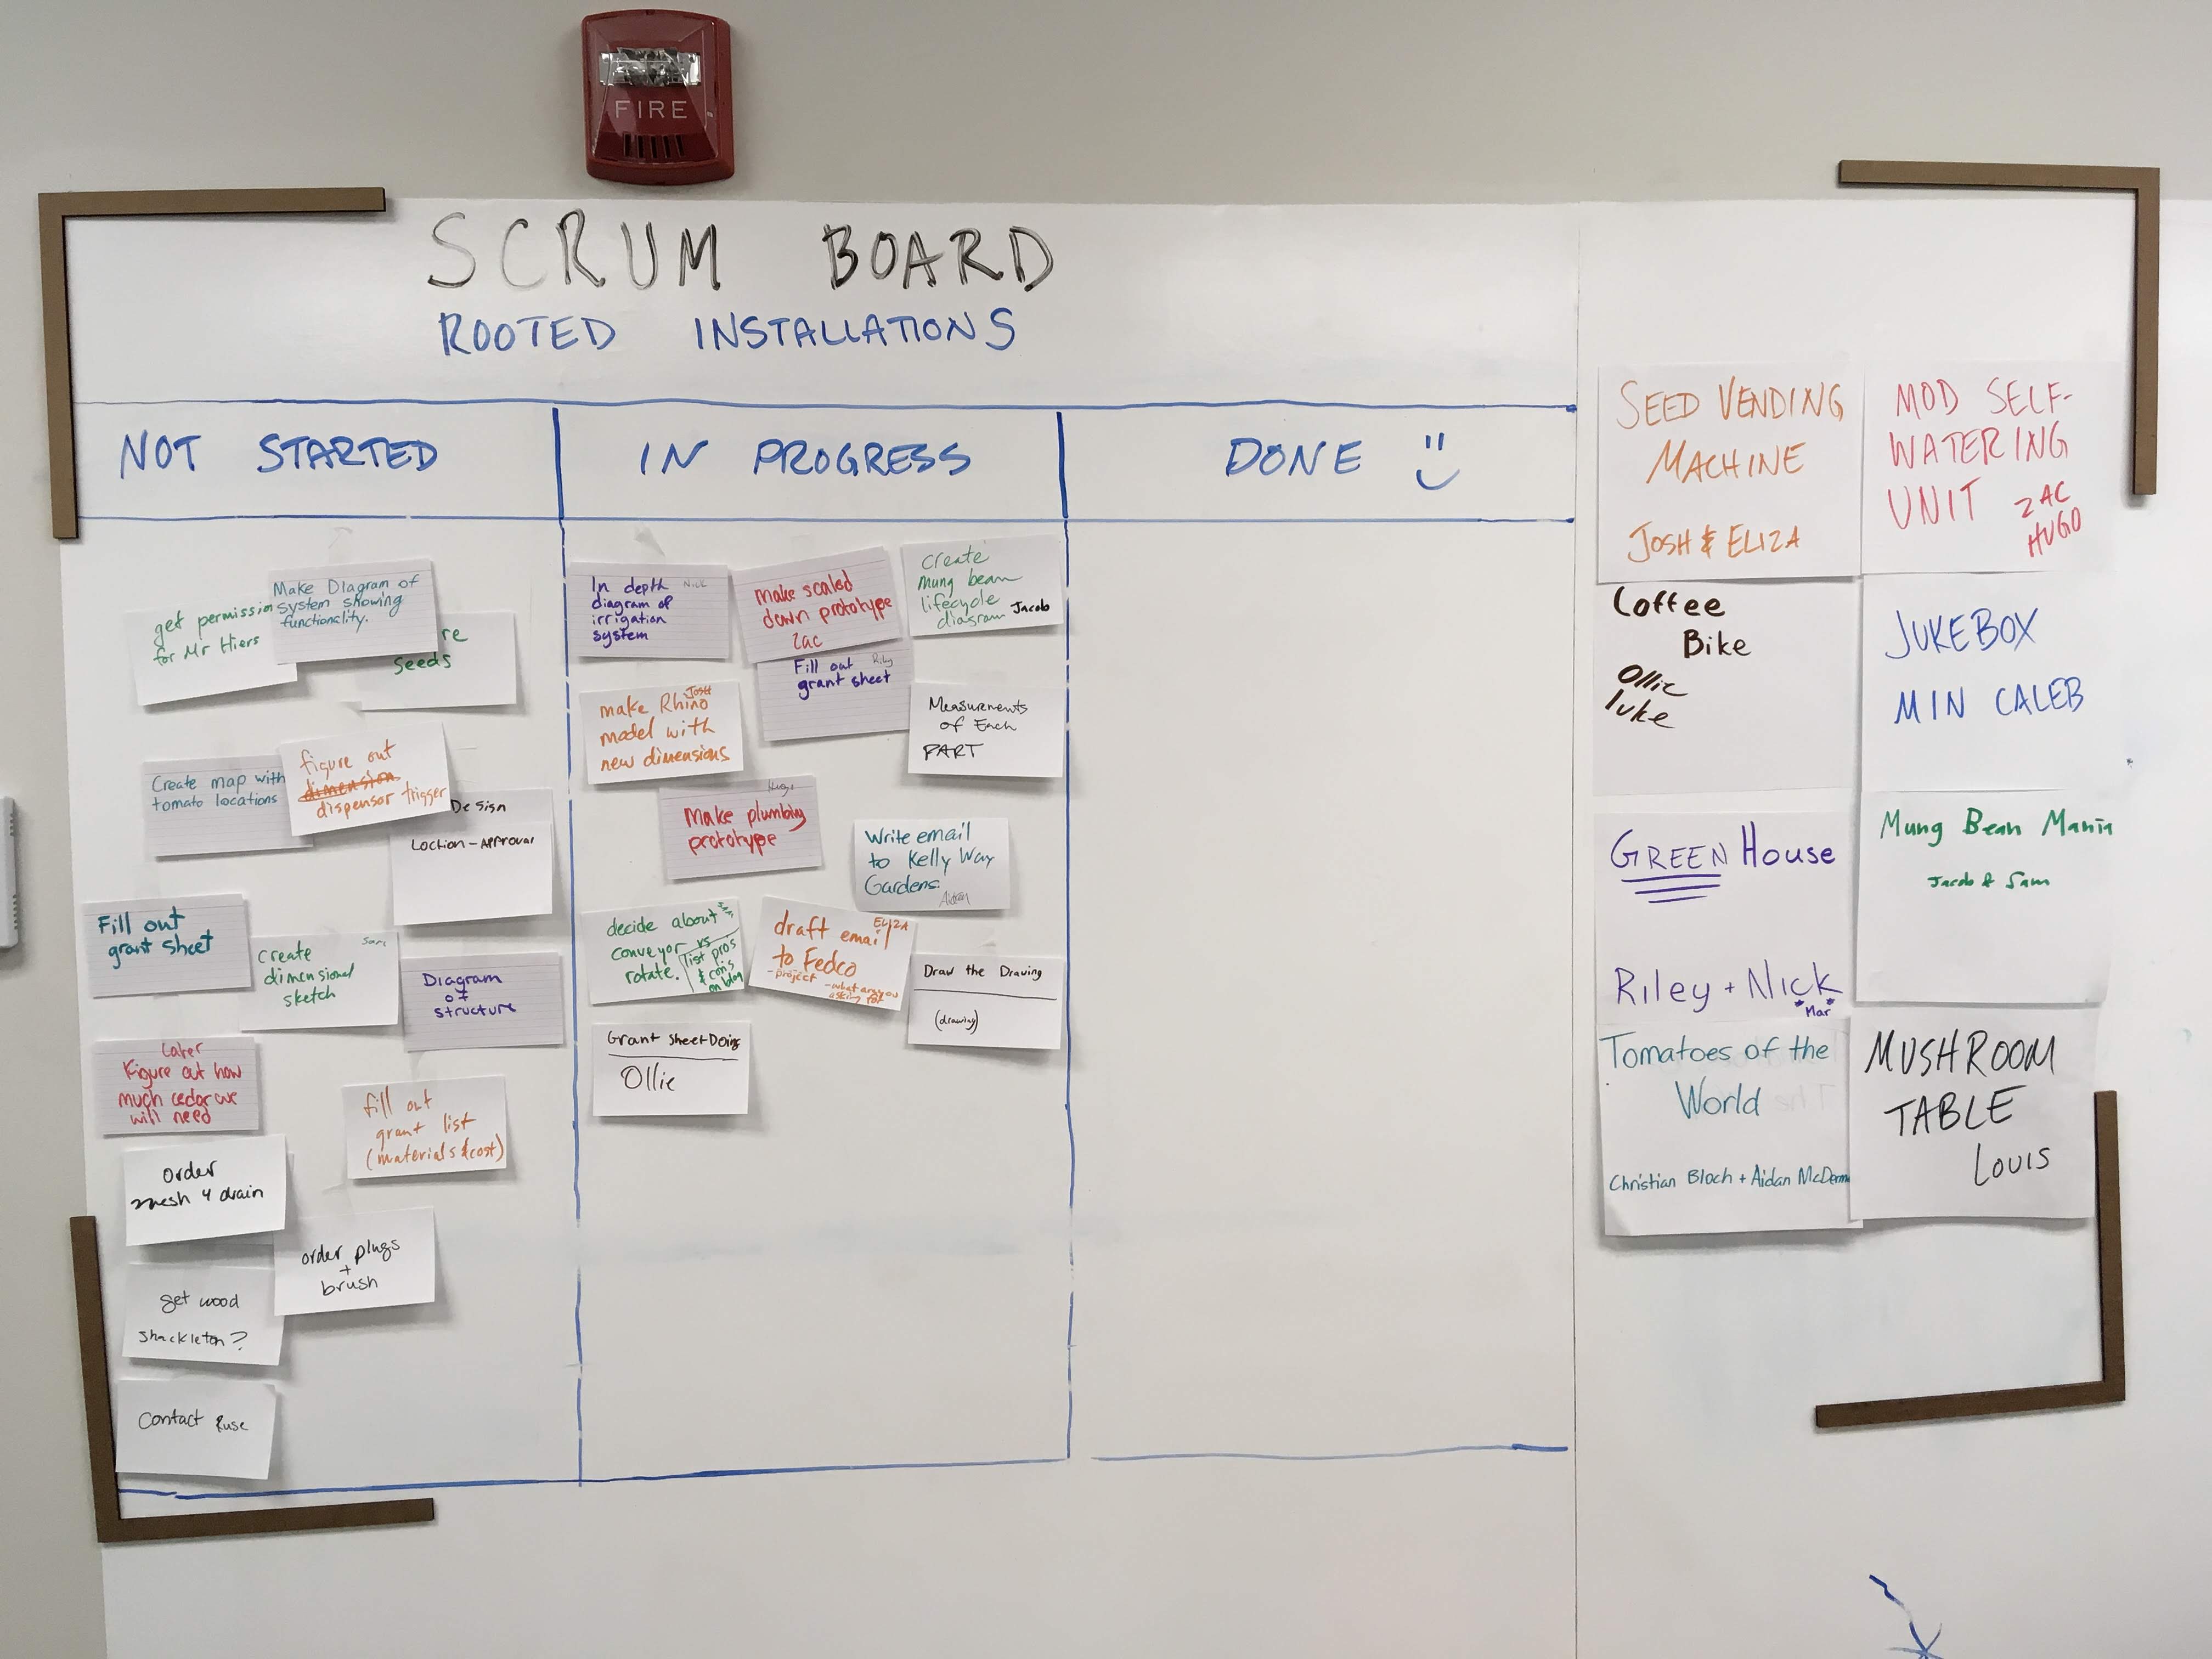 FIRE
SCRUM BOARD
ROOTED INSTALLATIONS
NOT STARTED
get permission
for Mr Hiers
Make Diagram of
system showing
functionality.
re
seeds
Create map with
tomato locations
figure out
dimension
dispensor trigger
Design
Loction - Approval
Fill out
grant sheet
Sam
create
dimensional
sketch
Diagram
of
structure
Later
Figure out how
much cedar we
will need
fill out
grant list
(materials & cost)
order
mesh 4 drain
order plugs
+
brush
get wood
Shackleton?
Contact Ruse
IN PROGRESS
Nick
In depth
diagram of
irrigation
system
Make scaled
down prototype
Zac
create
mung bean
lifecycle
diagram Jacob
Josh
make Rhino
model with
new dimensions
Riley
Fill out
grant sheet
Measurements
of Each
PART
Hugo
Make plumbing
prototype
Write email
to Kelly Way
Gardens
Aidan
decide about
conveyor vs
rotate.
list pros
& cons
on blog
ELIZA
draft email
to Fedco
- project
- what are you
asking for
Draw the Drawing
(drawing)
Grant Sheet Doing
Ollie
DONE
SEED VENDING
MACHINE
JOSH & ELIZA
MOD SELF-
WATERING
UNIT
ZAC
HUGO
Coffee
Bike
Ollie
luke
JUKEBOX
MIN CALEB
GREEN House
Riley + Nick
*Mar*
Mung Bean Mania
Jacob & Sam
Tomatoes of the
World
Christian Bloch + Aidan McDerm
MUSHROOM
TABLE
LOUIS